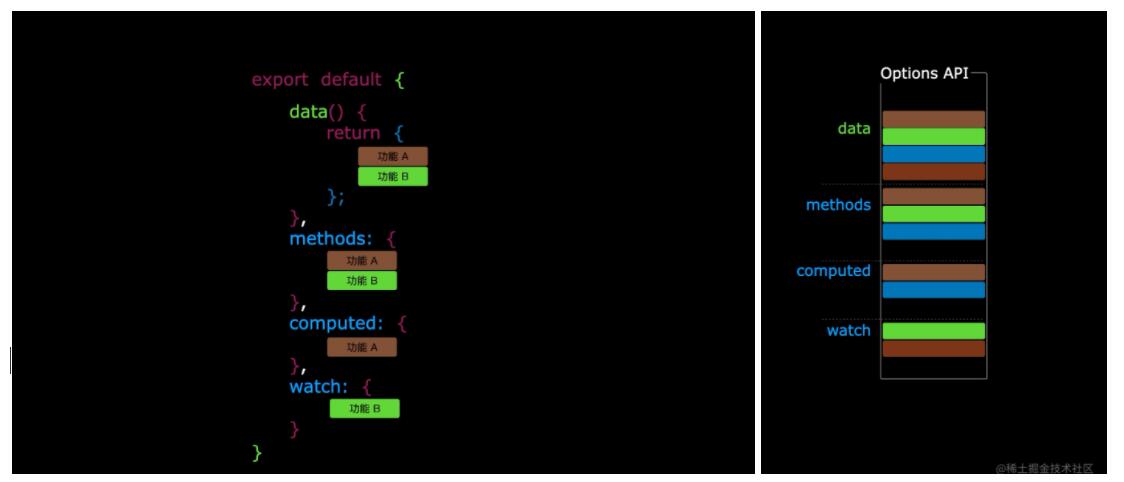 export default {
data() {
return {
功能 A
功能 B
};
},
methods: {
功能 A
功能 B
},
computed: {
功能 A
},
watch: {
功能 B
}
}
Options API
data
methods
computed
watch
@稀土掘金技术社区